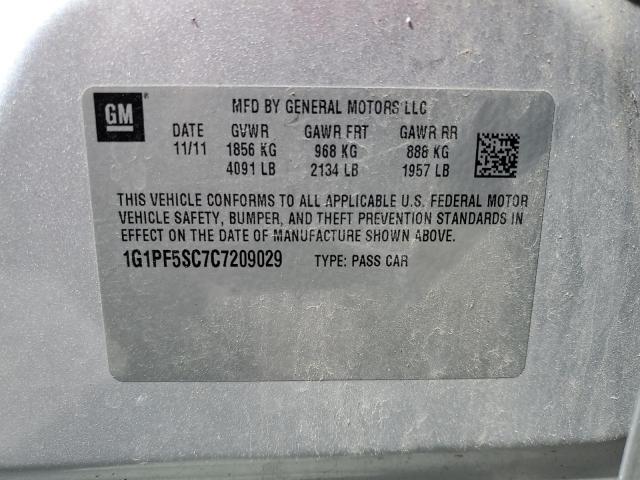 GM
MFD BY GENERAL MOTORS LLC
DATE GVWR GAWR FRT GAWR RR
11/11 1856 KG 968 KG 888 KG
4091 LB 2134 LB 1957 LB
THIS VEHICLE CONFORMS TO ALL APPLICABLE U.S. FEDERAL MOTOR
VEHICLE SAFETY, BUMPER, AND THEFT PREVENTION STANDARDS IN
EFFECT ON THE DATE OF MANUFACTURE SHOWN ABOVE.
1G1PF5SC7C7209029 TYPE: PASS CAR